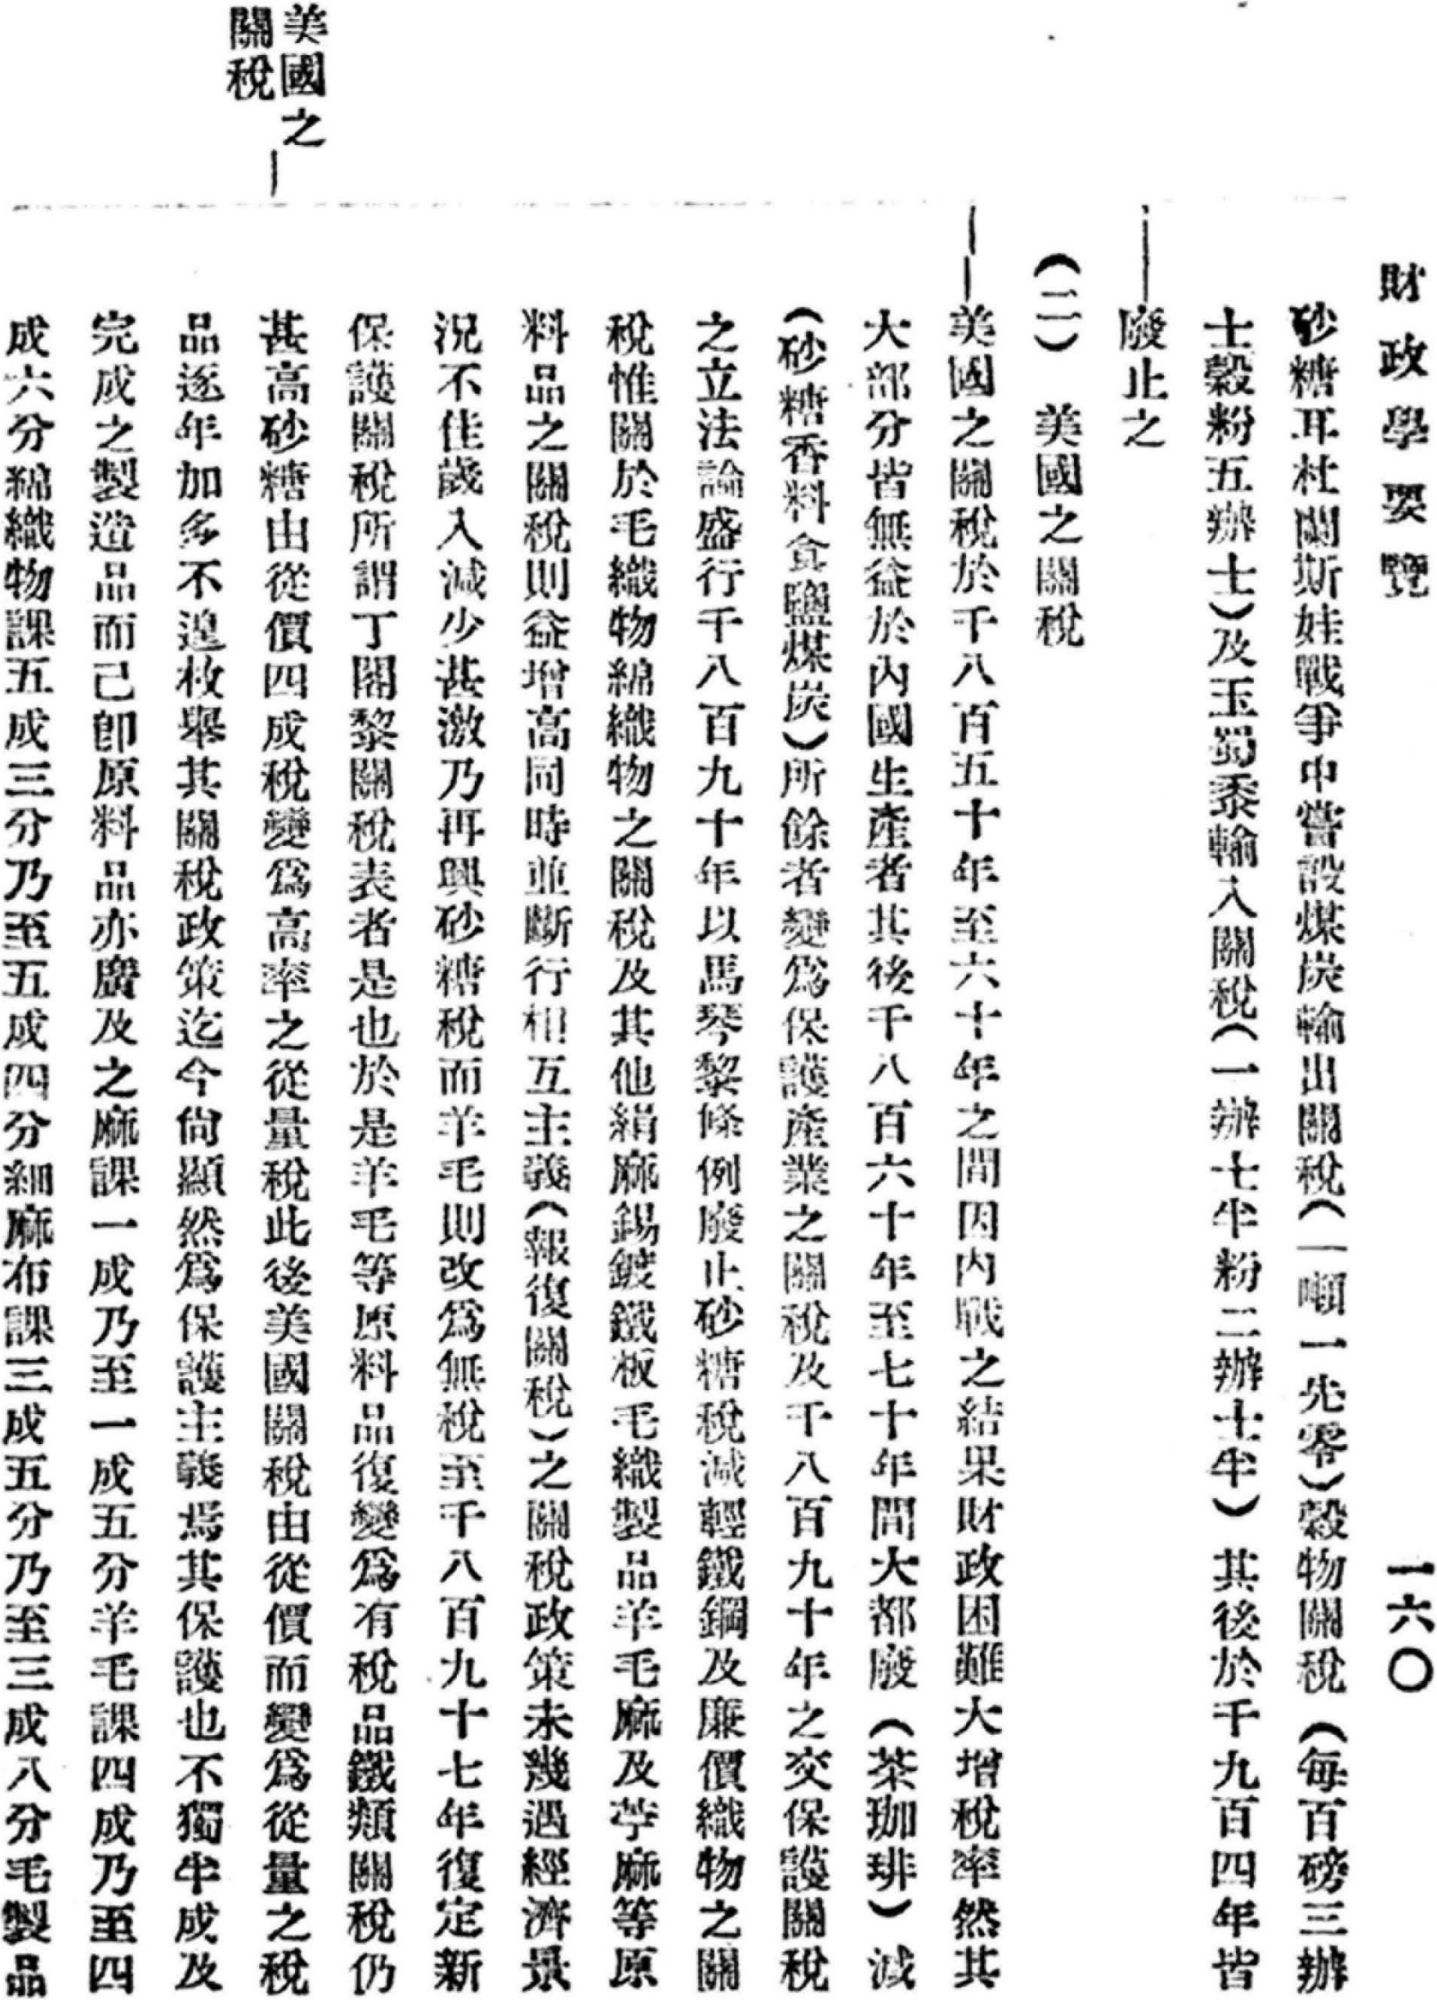 財政學要覽
一六〇
砂糖耳杜蘭斯娃戰爭中嘗設煤炭輸出關稅(一噸一先零)穀物關稅(每百磅三辦
士穀粉五辦士)及玉蜀黍輸入關稅(一辦士半粉二辦士半)其後於千九百四年皆
廢止之
(二) 美國之關稅
美國之關稅
美國之關稅於千八百五十年至六十年之間因內戰之結果財政困難大增稅率然其
大部分皆無益於內國生產者其後千八百六十年至七十年間大都廢(茶珈琲)減
(砂糖香料食鹽煤炭)所餘者變爲保護產業之關稅及千八百九十年之交保護關稅
之立法論盛行千八百九十年以馬琴黎條例廢止砂糖稅減輕鐵鋼及廉價織物之關
稅惟關於毛織物綿織物之關稅及其他絹麻錫鍍鐵板毛織製品羊毛麻及苧麻等原
料品之關稅則益增高同時並斷行相互主義(報復關稅)之關稅政策未幾遇經濟景
況不佳歲入減少甚激乃再興砂糖稅而羊毛則改爲無稅至千八百九十七年復定新
保護關稅所謂丁閣黎關稅表者是也於是羊毛等原料品復變爲有稅品鐵類關稅仍
甚高砂糖由從價四成稅變爲高率之從量稅此後美國關稅由從價而變爲從量之稅
品逐年加多不遑枚舉其關稅政策迄今尙顯然爲保護主義焉其保護也不獨半成及
完成之製造品而己卽原料品亦廣及之麻課一成乃至一成五分羊毛課四成乃至四
成六分綿織物課五成三分乃至五成四分細麻布課三成五分乃至三成八分毛製品